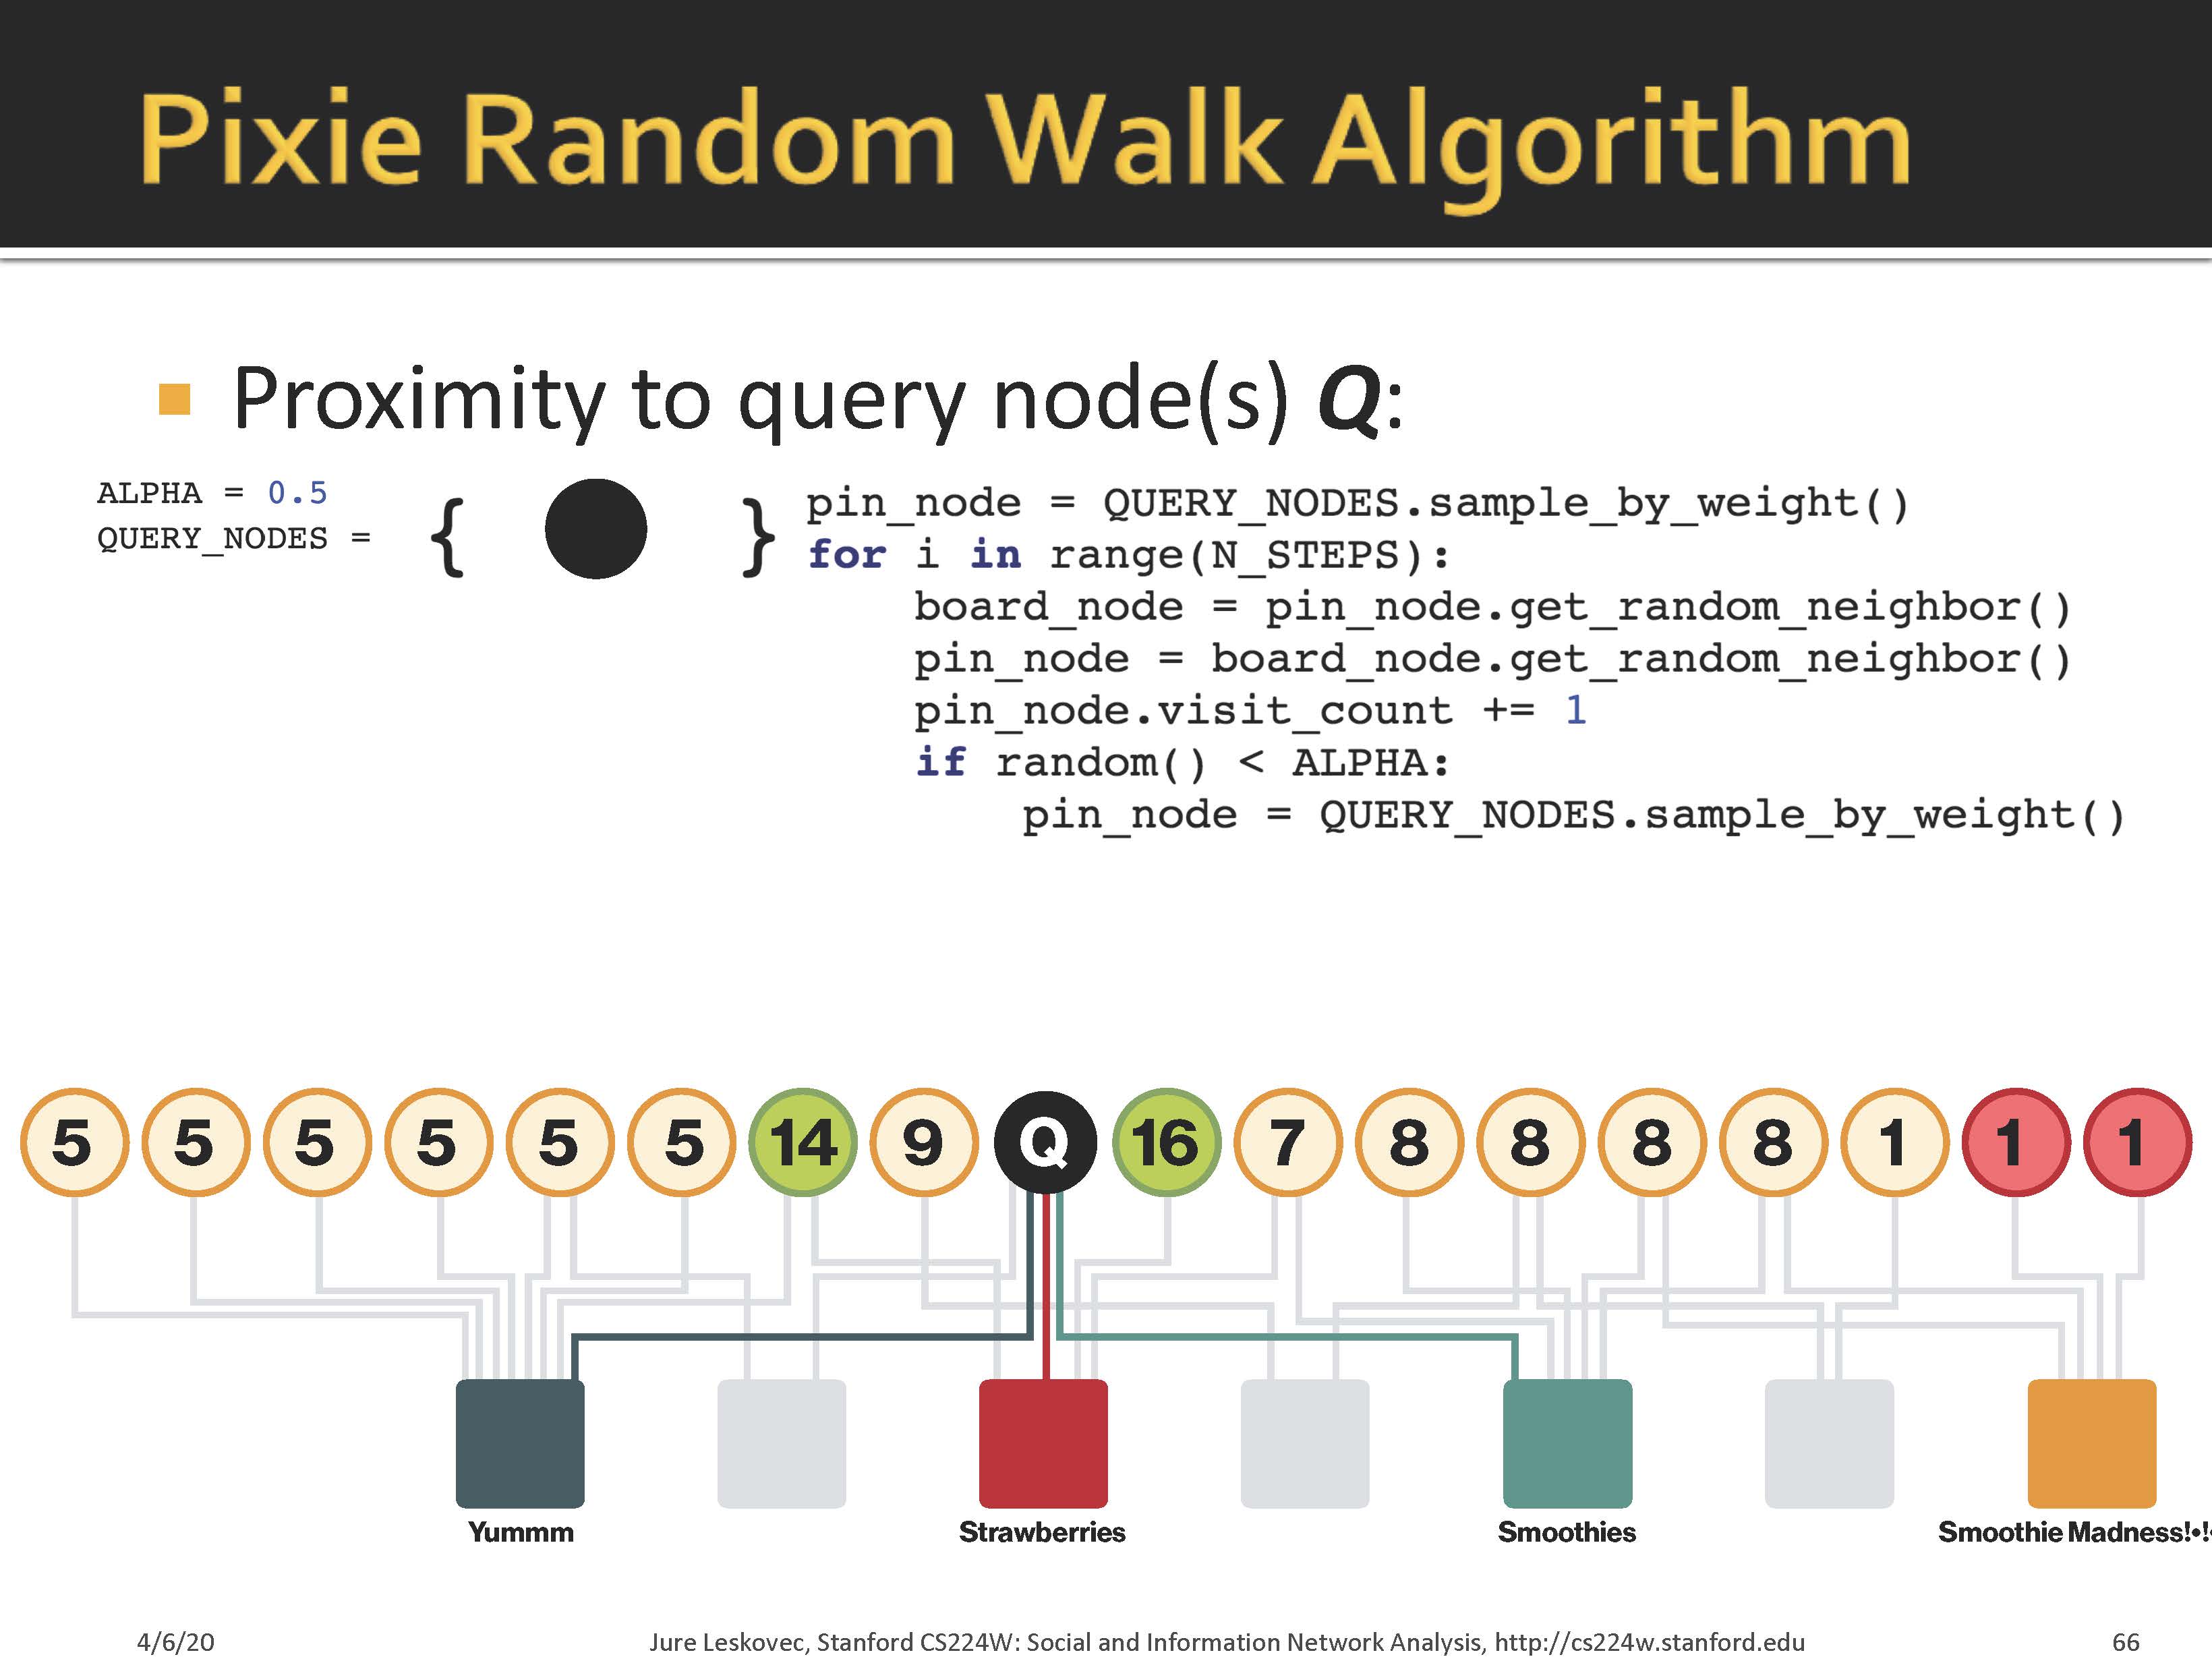 Pixie Random Walk Algorithm
Proximity to query node(s) Q:
ALPHA = 0.5
QUERY_NODES = { }
pin_node = QUERY_NODES.sample_by_weight()
for i in range(N_STEPS):
board_node = pin_node.get_random_neighbor()
pin_node = board_node.get_random_neighbor()
pin_node.visit_count += 1
if random() < ALPHA:
pin_node = QUERY_NODES.sample_by_weight()
5 5 5 5 5 5 14 9 Q 16 7 8 8 8 8 1 1 1
Yummm Strawberries Smoothies Smoothie Madness!•!
4/6/20 Jure Leskovec, Stanford CS224W: Social and Information Network Analysis, http://cs224w.stanford.edu 66